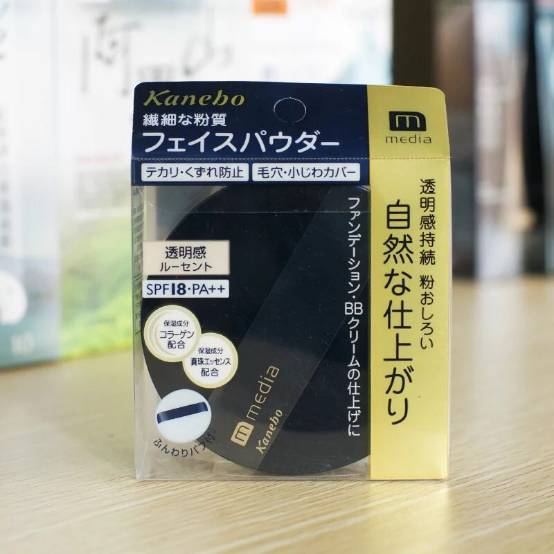 Kanebo
繊細な粉質
フェイスパウダー
テカリ・くずれ防止
毛穴・小じわカバー
透明感
ルーセント
SPF18・PA++
保湿成分
コラーゲン
配合
保湿成分
真珠エッセンス
配合
ふんわりパフ付
ファンデーション・BBクリームの仕上げに
m media
Kanebo
m
media
透明感持続 粉おしろい
自然な仕上がり